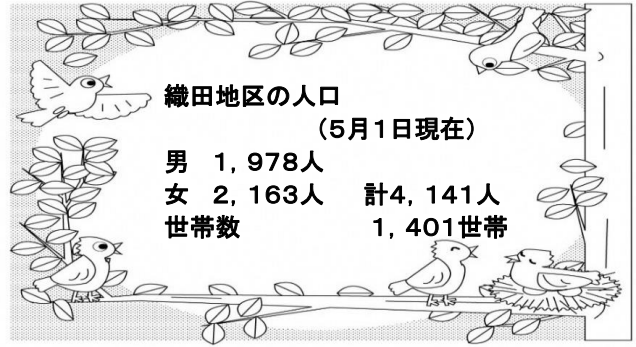 織田地区の人口
（５月１日現在）
男　１，９７８人
女　２，１６３人　計４，１４１人
世帯数　１，４０１世帯